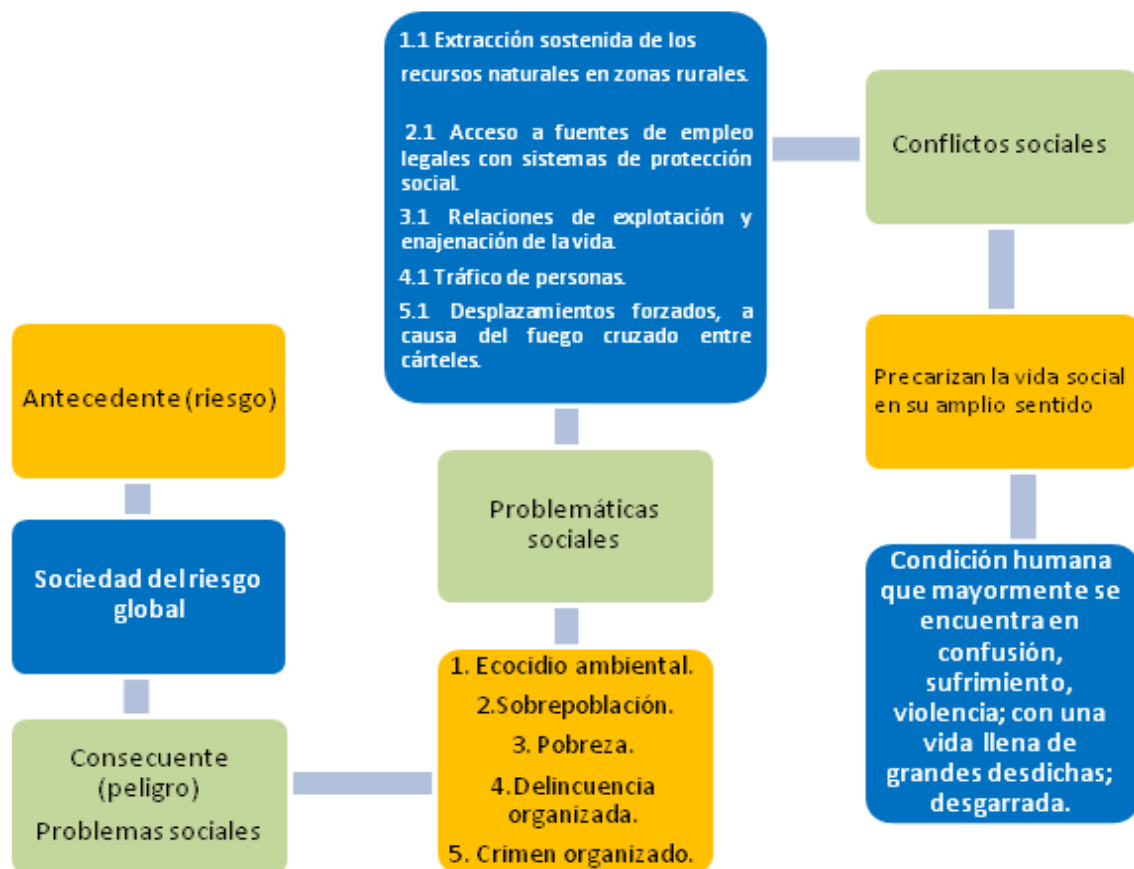 Antecedente (riesgo)
Sociedad del riesgo
global
Consecuente
(peligro)
Problemas sociales
1. Ecocidio ambiental.
2.Sobrepoblación.
3. Pobreza.
4.Delincuencia
organizada.
5. Crimen organizado.
Problemáticas
sociales
1.1 Extracción sostenida de los
recursos naturales en zonas rurales.
2.1 Acceso a fuentes de empleo
legales con sistemas de protección
social.
3.1 Relaciones de explotación y
enajenación de la vida.
4.1 Tráfico de personas.
5.1 Desplazamientos forzados, a
causa del fuego cruzado entre
cárteles.
Conflictos sociales
Precarizan la vida social
en su amplio sentido
Condición humana
que mayormente se
encuentra en
confusión,
sufrimiento,
violencia; con una
vida llena de
grandes desdichas;
desgarrada.